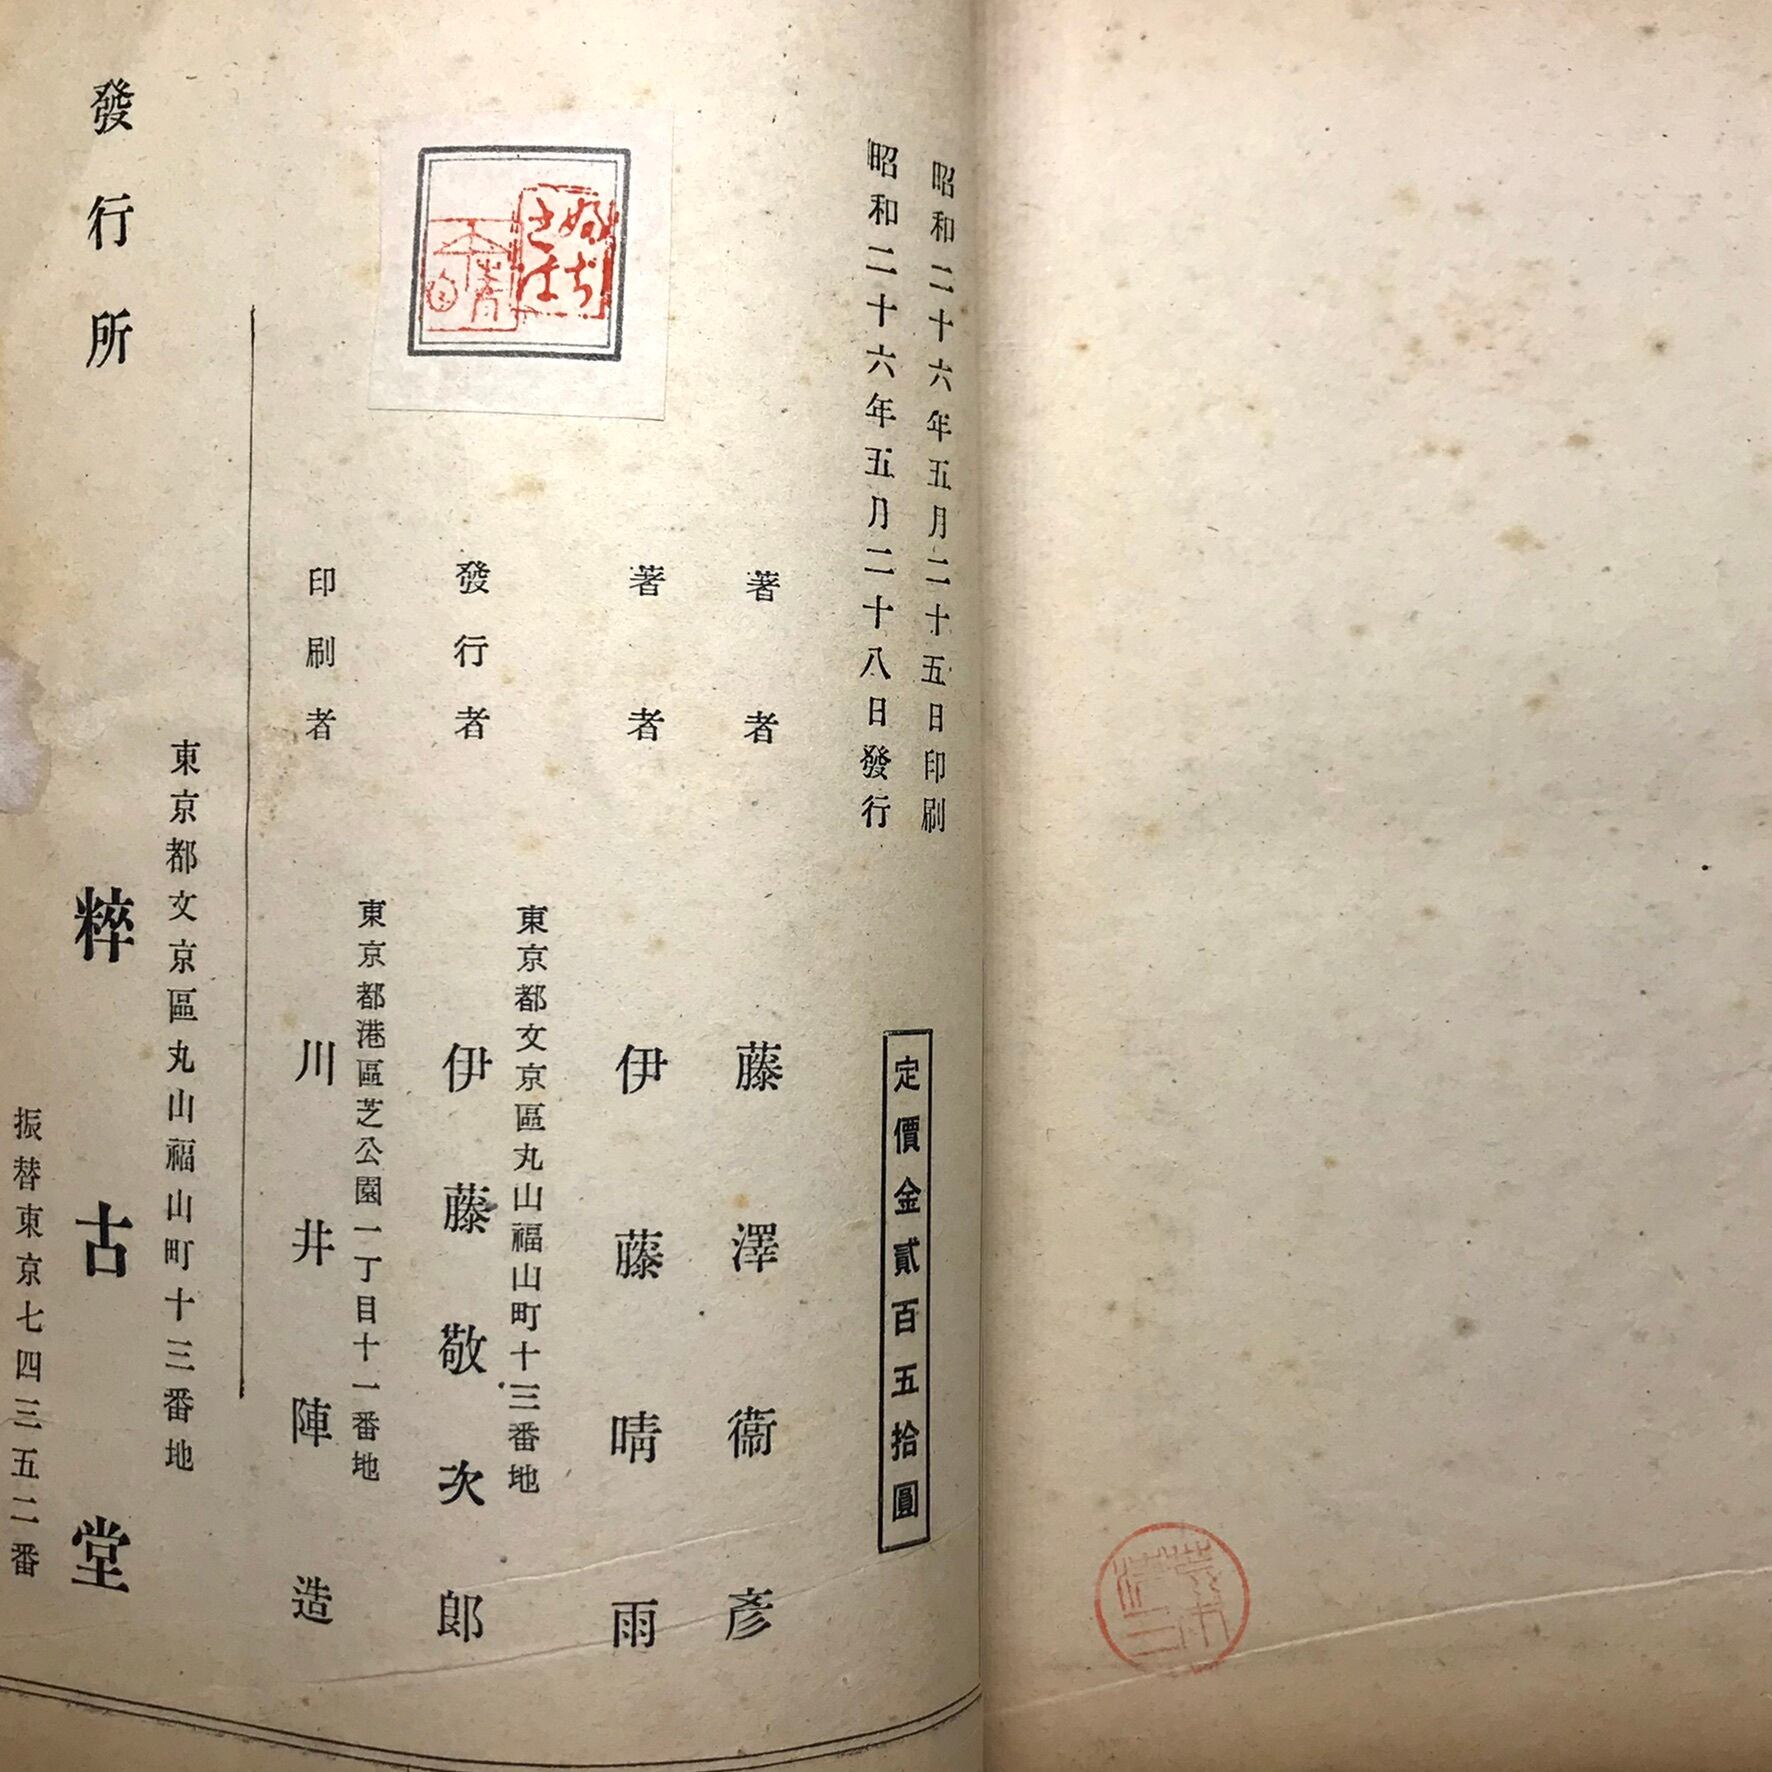 昭和二十六年五月二十五日印刷
昭和二十六年五月二十八日發行
定價金貳百五拾圓
著者 藤澤衞彥
著者 伊藤晴雨
東京都文京區丸山福山町十三番地
發行者 伊藤敬次郎
東京都港區芝公園一丁目十一番地
印刷者 川井陣造
東京都文京區丸山福山町十三番地
發行所 粹古堂
振替東京七四三五二番